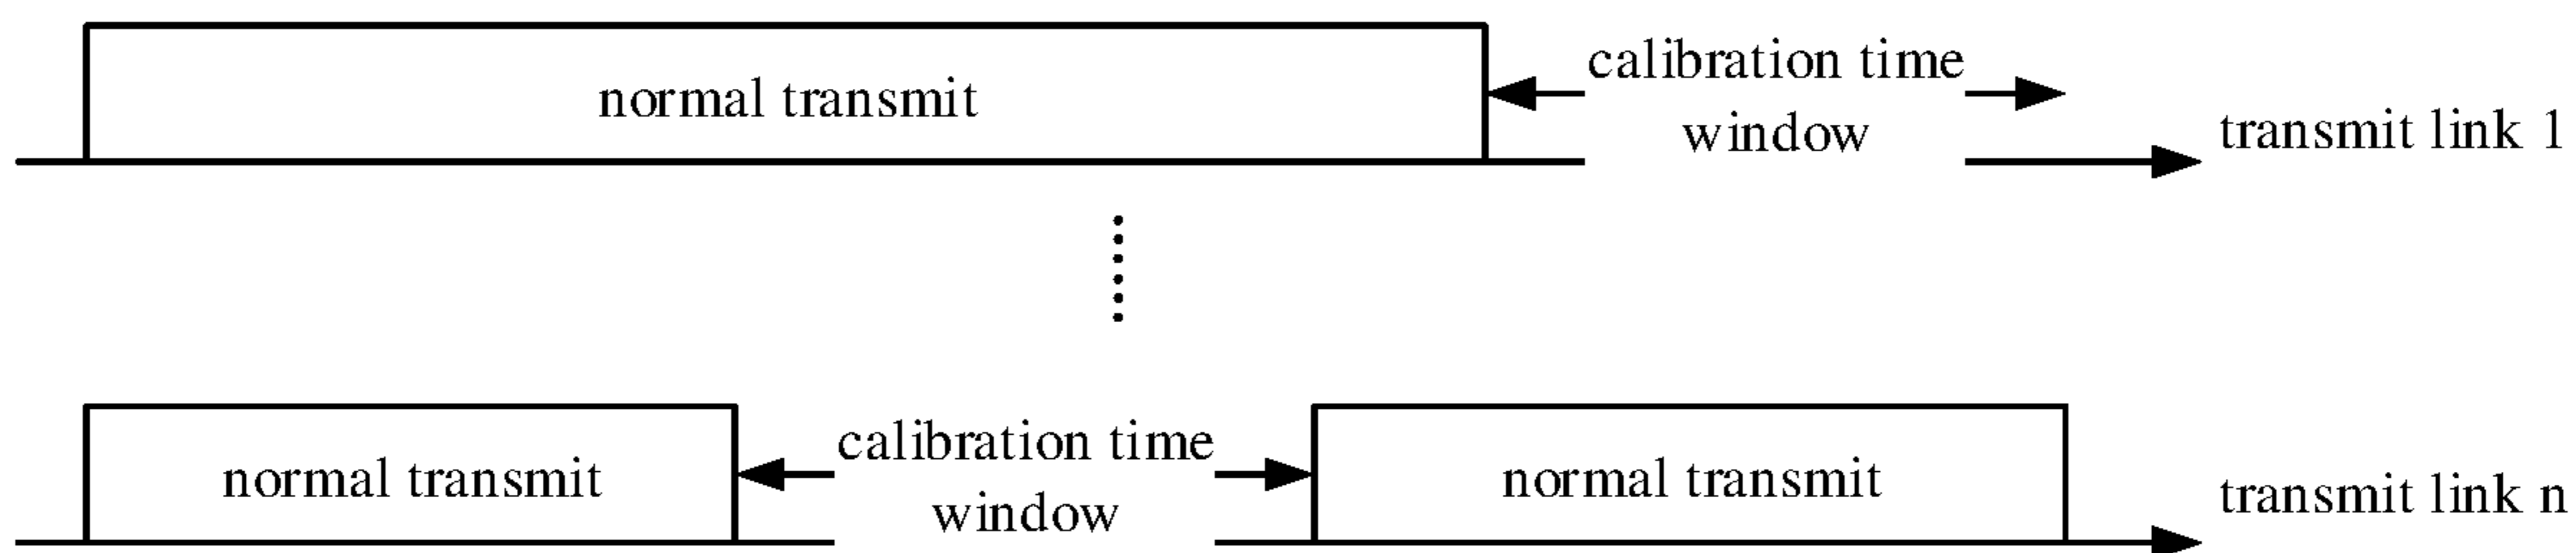 normal transmit
calibration time
window
transmit link 1
normal transmit
calibration time
window
normal transmit
transmit link n